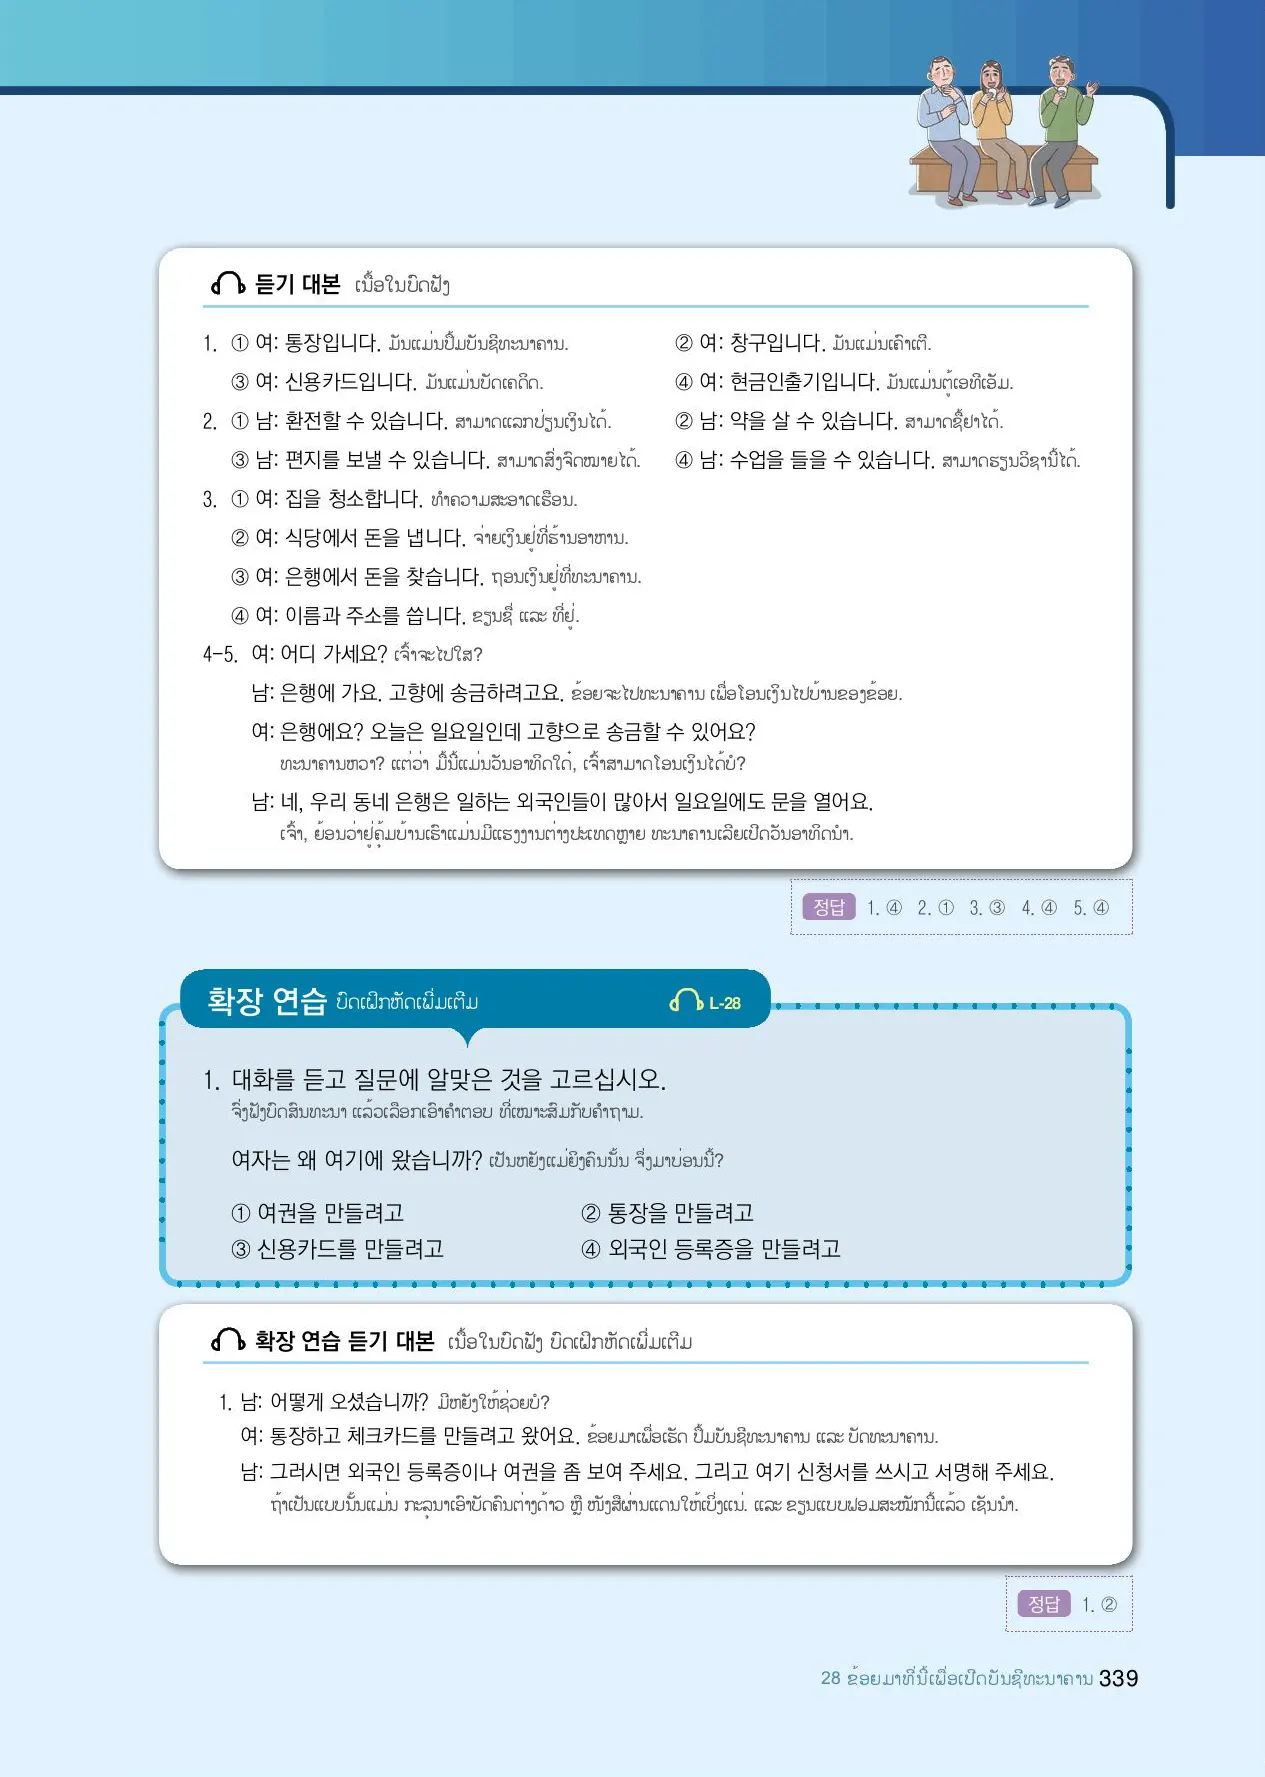 듣기 대본 ເນື້ອໃນບົດຟັງ
1. ① 여: 통장입니다. ມັນແມ່ນປຶ້ມບັນຊີທະນາຄານ. ② 여: 창구입니다. ມັນແມ່ນເຄົາເຕີ.
③ 여: 신용카드입니다. ມັນແມ່ນບັດເຄດິດ. ④ 여: 현금인출기입니다. ມັນແມ່ນຕູ້ເອທີເອັມ.
2. ① 남: 환전할 수 있습니다. ສາມາດແລກປ່ຽນເງິນໄດ້. ② 남: 약을 살 수 있습니다. ສາມາດຊື້ຢາໄດ້.
③ 남: 편지를 보낼 수 있습니다. ສາມາດສົ່ງຈົດໝາຍໄດ້. ④ 남: 수업을 들을 수 있습니다. ສາມາດຮຽນວິຊານີ້ໄດ້.
3. ① 여: 집을 청소합니다. ທຳຄວາມສະອາດເຮືອນ.
② 여: 식당에서 돈을 냅니다. ຈ່າຍເງິນຢູ່ທີ່ຮ້ານອາຫານ.
③ 여: 은행에서 돈을 찾습니다. ຖອນເງິນຢູ່ທີ່ທະນາຄານ.
④ 여: 이름과 주소를 씁니다. ຂຽນຊື່ ແລະ ທີ່ຢູ່.
4-5. 여: 어디 가세요? ເຈົ້າຈະໄປໃສ?
남: 은행에 가요. 고향에 송금하려고요. ຂ້ອຍຈະໄປທະນາຄານ ເພື່ອໂອນເງິນໄປບ້ານຂອງຂ້ອຍ.
여: 은행에요? 오늘은 일요일인데 고향으로 송금할 수 있어요?
ທະນາຄານຫວາ? ແຕ່ວ່າ ມື້ນີ້ແມ່ນວັນອາທິດໃດ໋, ເຈົ້າສາມາດໂອນເງິນໄດ້ບໍ?
남: 네, 우리 동네 은행은 일하는 외국인들이 많아서 일요일에도 문을 열어요.
ເຈົ້າ, ຍ້ອນວ່າຢູ່ຄຸ້ມບ້ານເຮົາແມ່ນມີແຮງງານຕ່າງປະເທດຫຼາຍ ທະນາຄານເລີຍເປີດວັນອາທິດນຳ.
정답 1. ④ 2. ① 3. ③ 4. ④ 5. ④
확장 연습 ບົດເຝິກຫັດເພີ່ມເຕີມ L-28
1. 대화를 듣고 질문에 알맞은 것을 고르십시오.
ຈົ່ງຟັງບົດສົນທະນາ ແລ້ວເລືອກເອົາຄຳຕອບ ທີ່ເໝາະສົມກັບຄຳຖາມ.
여자는 왜 여기에 왔습니까? ເປັນຫຍັງແມ່ຍິງຄົນນັ້ນ ຈຶ່ງມາບ່ອນນີ້?
① 여권을 만들려고 ② 통장을 만들려고
③ 신용카드를 만들려고 ④ 외국인 등록증을 만들려고
확장 연습 듣기 대본 ເນື້ອໃນບົດຟັງ ບົດເຝິກຫັດເພີ່ມເຕີມ
1. 남: 어떻게 오셨습니까? ມີຫຍັງໃຫ້ຊ່ວຍບໍ?
여: 통장하고 체크카드를 만들려고 왔어요. ຂ້ອຍມາເພື່ອເຮັດ ປຶ້ມບັນຊີທະນາຄານ ແລະ ບັດທະນາຄານ.
남: 그러시면 외국인 등록증이나 여권을 좀 보여 주세요. 그리고 여기 신청서를 쓰시고 서명해 주세요.
ຖ້າເປັນແບບນັ້ນແມ່ນ ກະລຸນາເອົາບັດຄົນຕ່າງດ້າວ ຫຼື ໜັງສືຜ່ານແດນໃຫ້ເບິ່ງແນ່. ແລະ ຂຽນແບບຟອມສະໝັກນີ້ແລ້ວ ເຊັນນຳ.
정답 1. ②
28 ຂ້ອຍມາທີ່ນີ້ເພື່ອເປີດບັນຊີທະນາຄານ 339